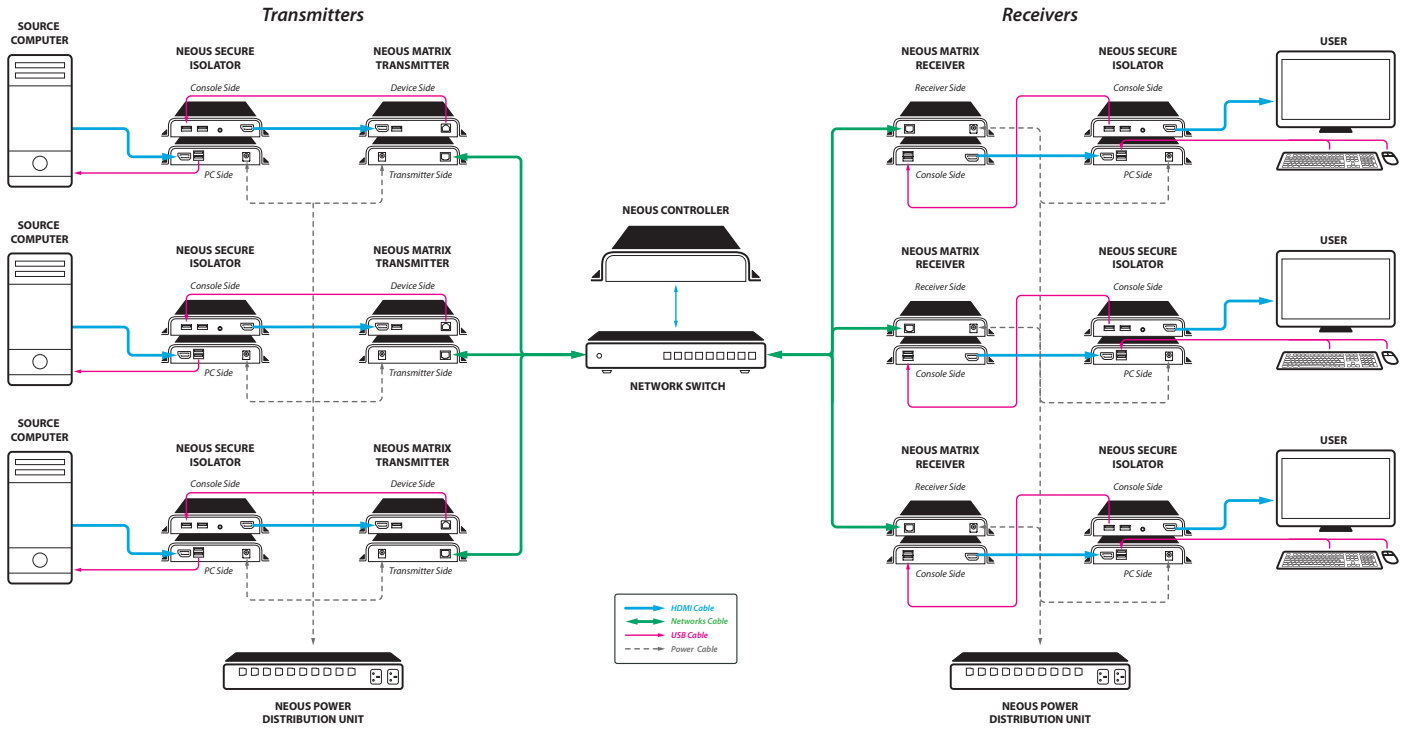 Transmitters
Receivers
SOURCE
COMPUTER
NEOUS SECURE
ISOLATOR
NEOUS MATRIX
TRANSMITTER
NEOUS MATRIX
RECEIVER
NEOUS SECURE
ISOLATOR
USER
Console Side
Device Side
Receiver Side
Console Side
PC Side
Transmitter Side
Console Side
PC Side
NEOUS CONTROLLER
SOURCE
COMPUTER
NEOUS SECURE
ISOLATOR
NEOUS MATRIX
TRANSMITTER
NEOUS MATRIX
RECEIVER
NEOUS SECURE
ISOLATOR
USER
Console Side
Device Side
Receiver Side
Console Side
PC Side
Transmitter Side
Console Side
PC Side
NETWORK SWITCH
SOURCE
COMPUTER
NEOUS SECURE
ISOLATOR
NEOUS MATRIX
TRANSMITTER
NEOUS MATRIX
RECEIVER
NEOUS SECURE
ISOLATOR
USER
Console Side
Device Side
Receiver Side
Console Side
PC Side
Transmitter Side
Console Side
PC Side
HDMI Cable
Networks Cable
USB Cable
Power Cable
NEOUS POWER
DISTRIBUTION UNIT
NEOUS POWER
DISTRIBUTION UNIT